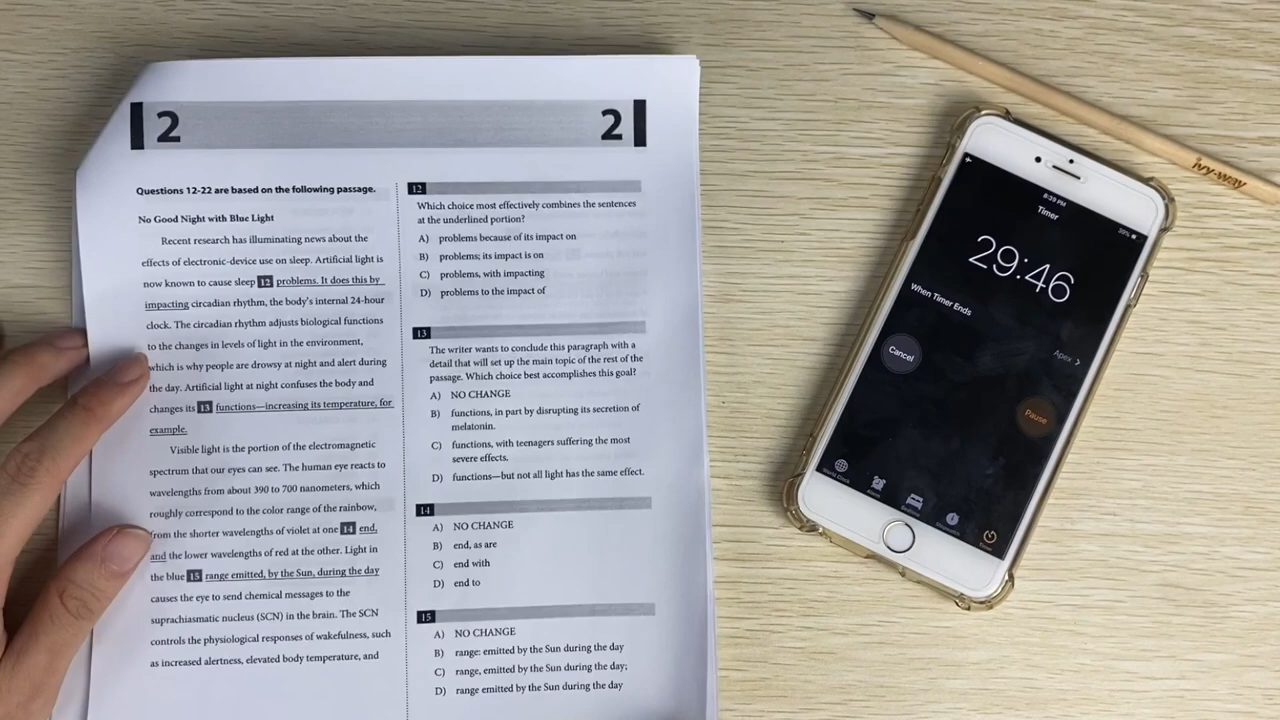 2 2
Questions 12-22 are based on the following passage.
No Good Night with Blue Light
Recent research has illuminating news about the
effects of electronic-device use on sleep. Artificial light is
now known to cause sleep 12 problems. It does this by
impacting circadian rhythm, the body's internal 24-hour
clock. The circadian rhythm adjusts biological functions
to the changes in levels of light in the environment,
which is why people are drowsy at night and alert during
the day. Artificial light at night confuses the body and
changes its 13 functions—increasing its temperature, for
example.
Visible light is the portion of the electromagnetic
spectrum that our eyes can see. The human eye reacts to
wavelengths from about 390 to 700 nanometers, which
roughly correspond to the color range of the rainbow,
from the shorter wavelengths of violet at one 14 end,
and the lower wavelengths of red at the other. Light in
the blue 15 range emitted, by the Sun, during the day
causes the eye to send chemical messages to the
suprachiasmatic nucleus (SCN) in the brain. The SCN
controls the physiological responses of wakefulness, such
as increased alertness, elevated body temperature, and
12
Which choice most effectively combines the sentences
at the underlined portion?
A) problems because of its impact on
B) problems; its impact is on
C) problems, with impacting
D) problems to the impact of
13
The writer wants to conclude this paragraph with a
detail that will set up the main topic of the rest of the
passage. Which choice best accomplishes this goal?
A) NO CHANGE
B) functions, in part by disrupting its secretion of
melatonin.
C) functions, with teenagers suffering the most
severe effects.
D) functions—but not all light has the same effect.
14
A) NO CHANGE
B) end, as are
C) end with
D) end to
15
A) NO CHANGE
B) range: emitted by the Sun during the day
C) range, emitted by the Sun during the day;
D) range emitted by the Sun during the day
ivy-way
8:39 PM
39%
Timer
29:46
When Timer Ends
Apex >
Cancel
Pause
World Clock
Alarm
Bedtime
Stopwatch
Timer